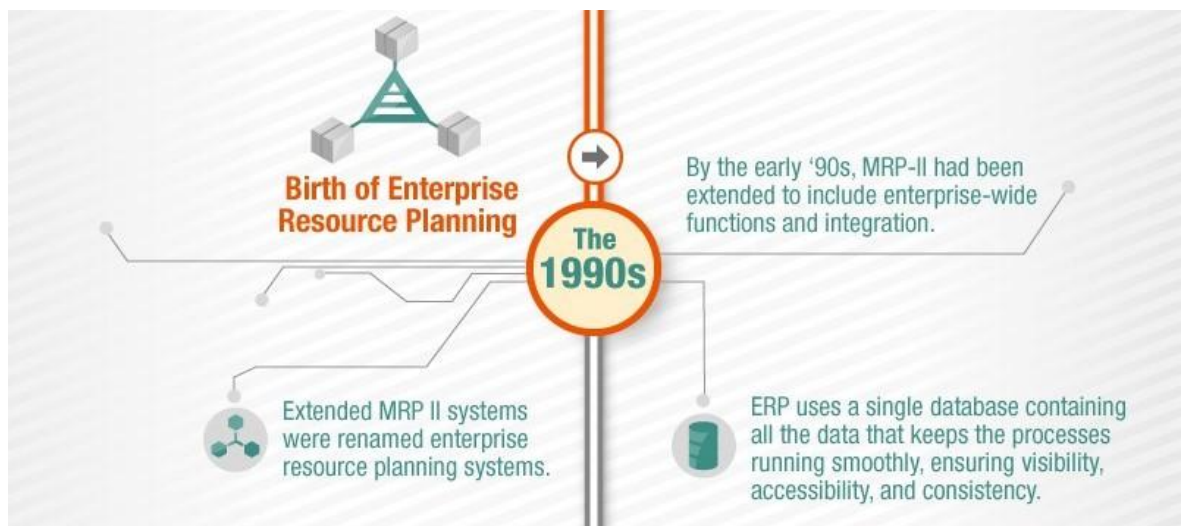 Birth of Enterprise
Resource Planning
The
1990s
By the early ‘90s, MRP-II had been
extended to include enterprise-wide
functions and integration.
Extended MRP II systems
were renamed enterprise
resource planning systems.
ERP uses a single database containing
all the data that keeps the processes
running smoothly, ensuring visibility,
accessibility, and consistency.